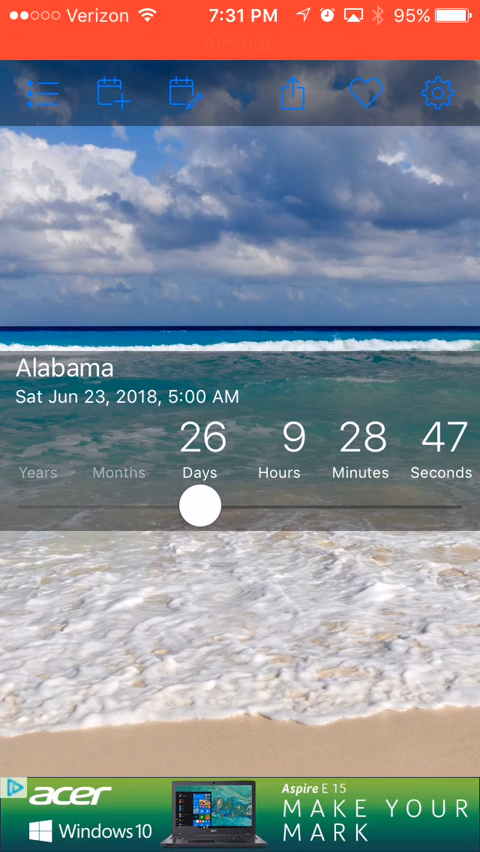 Verizon 7:31 PM 95%
Alabama
Sat Jun 23, 2018, 5:00 AM
26 9 28 47
Years Months Days Hours Minutes Seconds
acer
Windows 10
Aspire E 15
MAKE YOUR
MARK